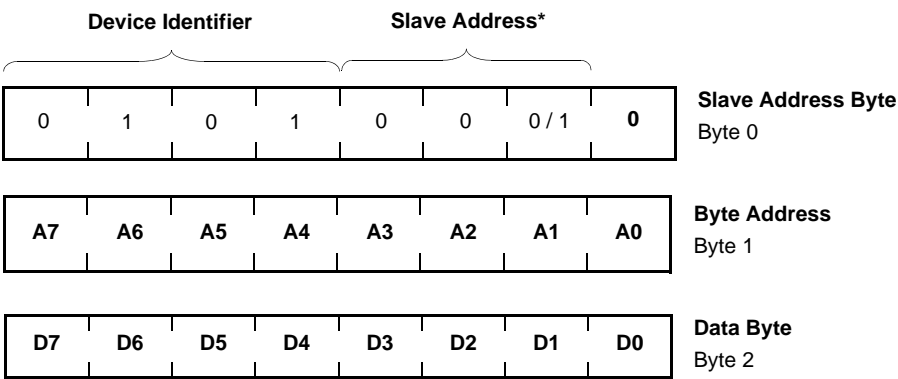 Device Identifier Slave Address*
0 1 0 1 0 0 0 / 1 0 Slave Address Byte
Byte 0
A7 A6 A5 A4 A3 A2 A1 A0 Byte Address
Byte 1
D7 D6 D5 D4 D3 D2 D1 D0 Data Byte
Byte 2